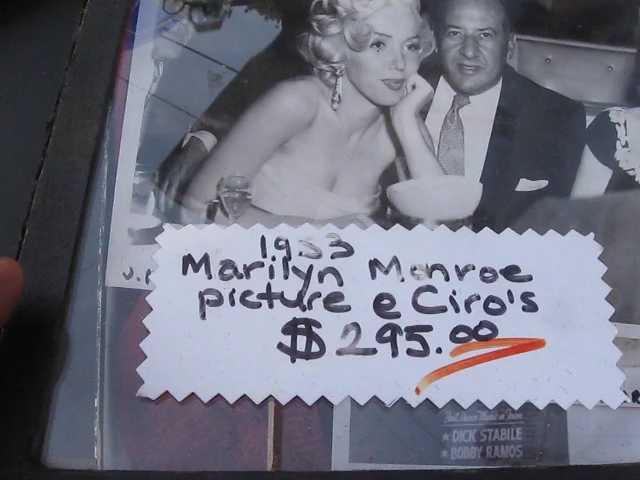 1953
Marilyn Monroe
picture @ Ciro's
$295.00
★ DICK STABILE
★ BOBBY RAMOS